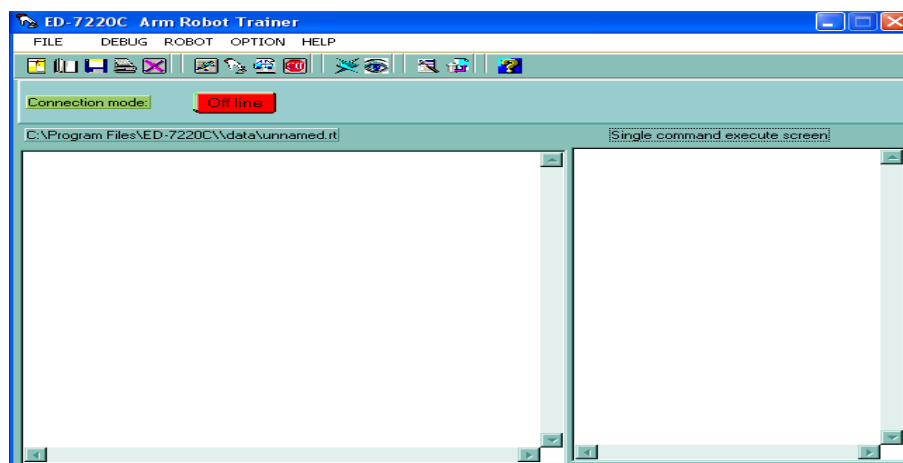 ED-7220C Arm Robot Trainer
FILE DEBUG ROBOT OPTION HELP
Connection mode: Off line
C:\Program Files\ED-7220C\\data\unnamed.rt Single command execute screen